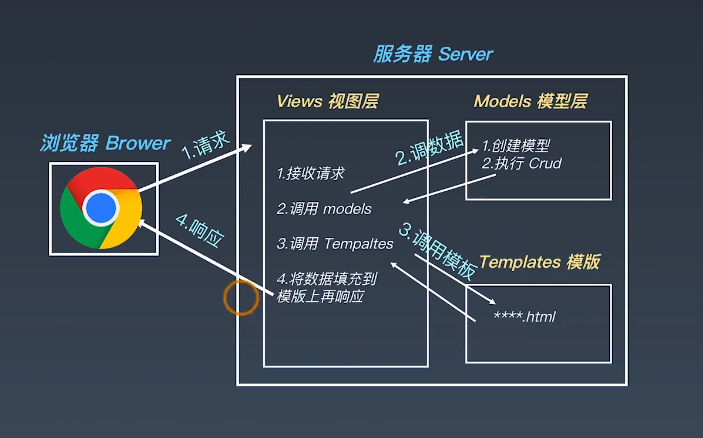 服务器 Server
Views 视图层
Models 模型层
浏览器 Brower
1.请求
2.调数据
1.创建模型
2.执行 Crud
1.接收请求
2.调用 models
3.调用 Tempaltes
4.将数据填充到
模版上再响应
4.响应
3.调用模板
Templates 模版
****.html